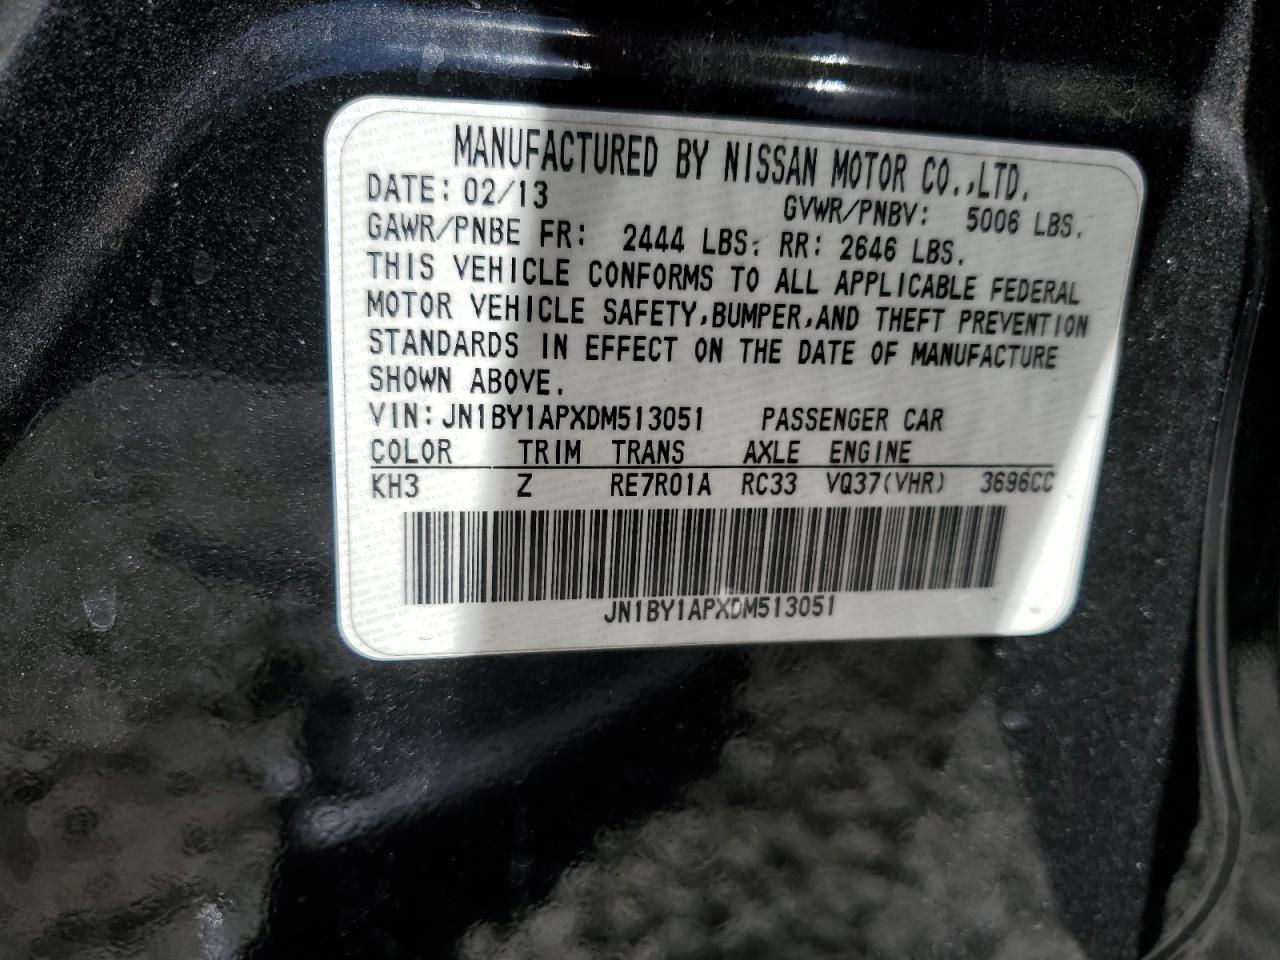 MANUFACTURED BY NISSAN MOTOR CO.,LTD.
DATE: 02/13 GVWR/PNBV: 5006 LBS.
GAWR/PNBE FR: 2444 LBS. RR: 2646 LBS.
THIS VEHICLE CONFORMS TO ALL APPLICABLE FEDERAL
MOTOR VEHICLE SAFETY,BUMPER,AND THEFT PREVENTION
STANDARDS IN EFFECT ON THE DATE OF MANUFACTURE
SHOWN ABOVE.
VIN:JN1BY1APXDM513051 PASSENGER CAR
COLOR TRIM TRANS AXLE ENGINE
KH3 Z RE7R01A RC33 VQ37(VHR) 3696CC
JN1BY1APXDM513051